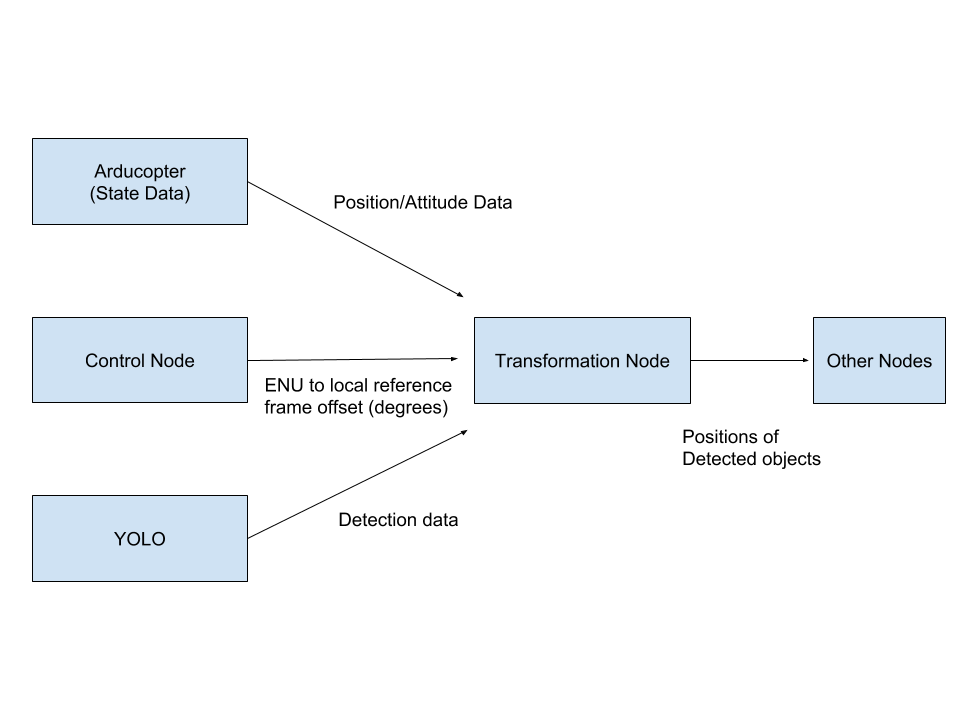 Arducopter
(State Data)
Position/Attitude Data
Control Node
ENU to local reference
frame offset (degrees)
Transformation Node
Other Nodes
Positions of
Detected objects
YOLO
Detection data